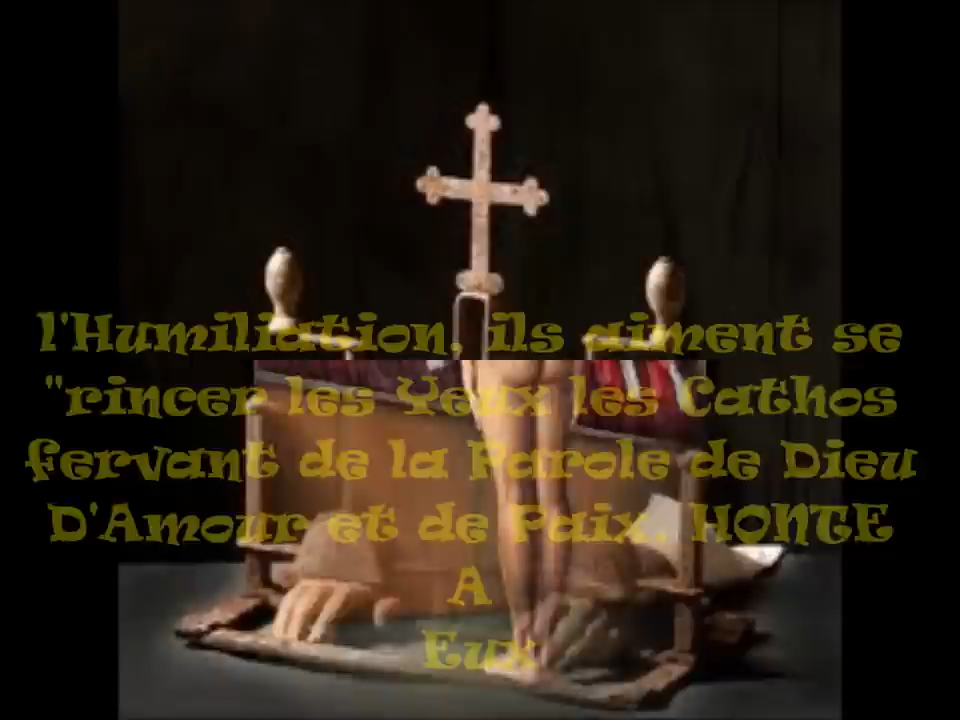 l'Humiliation, ils aiment se
"rincer les Yeux les Cathos
fervant de la Parole de Dieu
D'Amour et de Paix. HONTE
A
Eux